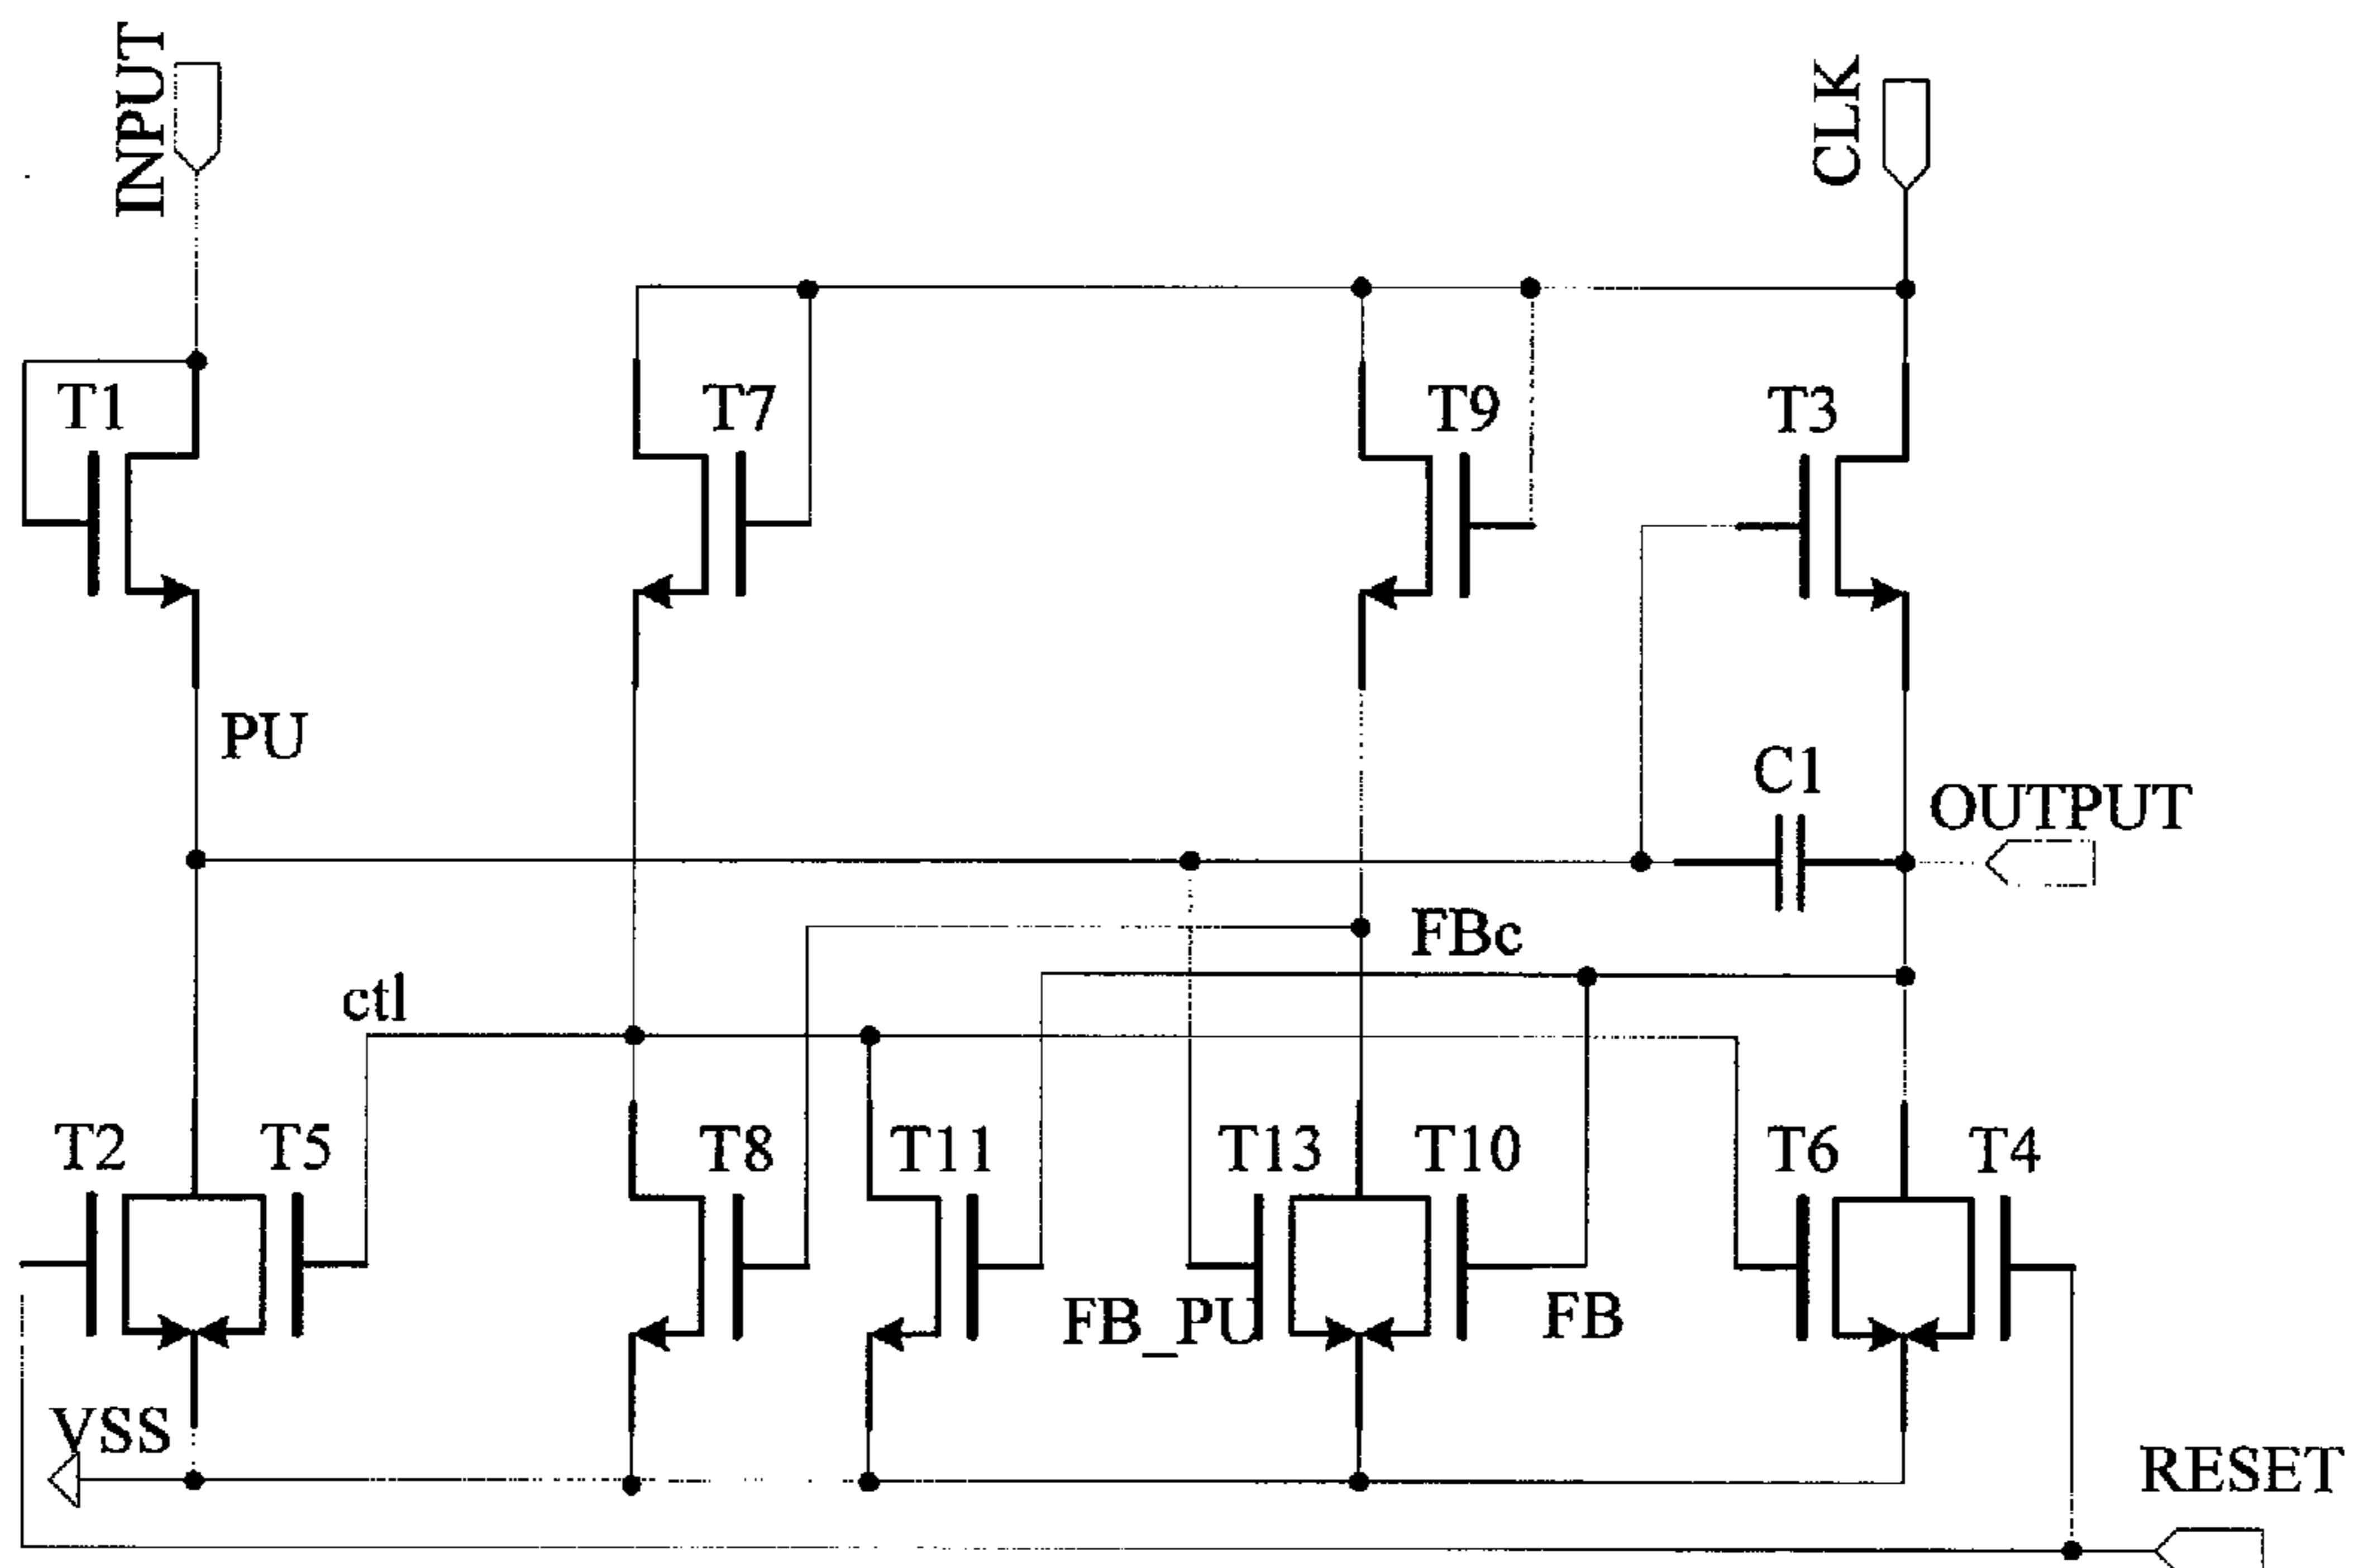 INPUT
CLK
T1
T7
T9
T3
PU
C1
OUTPUT
FBc
ctl
T2
T5
T8
T11
T13
T10
T6
T4
FB_PU
FB
VSS
RESET